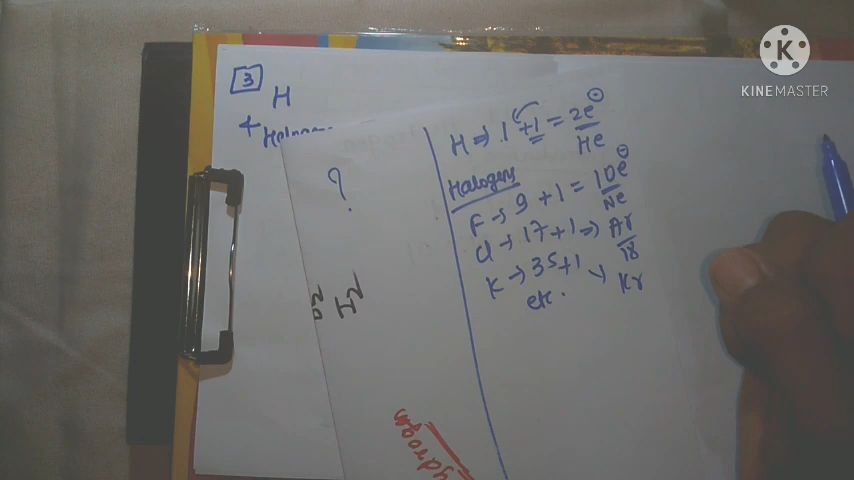 K
KINEMASTER
3
H
+
H ⇒ 1 +1 = 2e⊖
He
Halogens
F → 9 + 1 = 10e⊖
Ne
Cl → 17 + 1 ⇒ Ar
18
K → 35 + 1 → Kr
etc.
?
I2